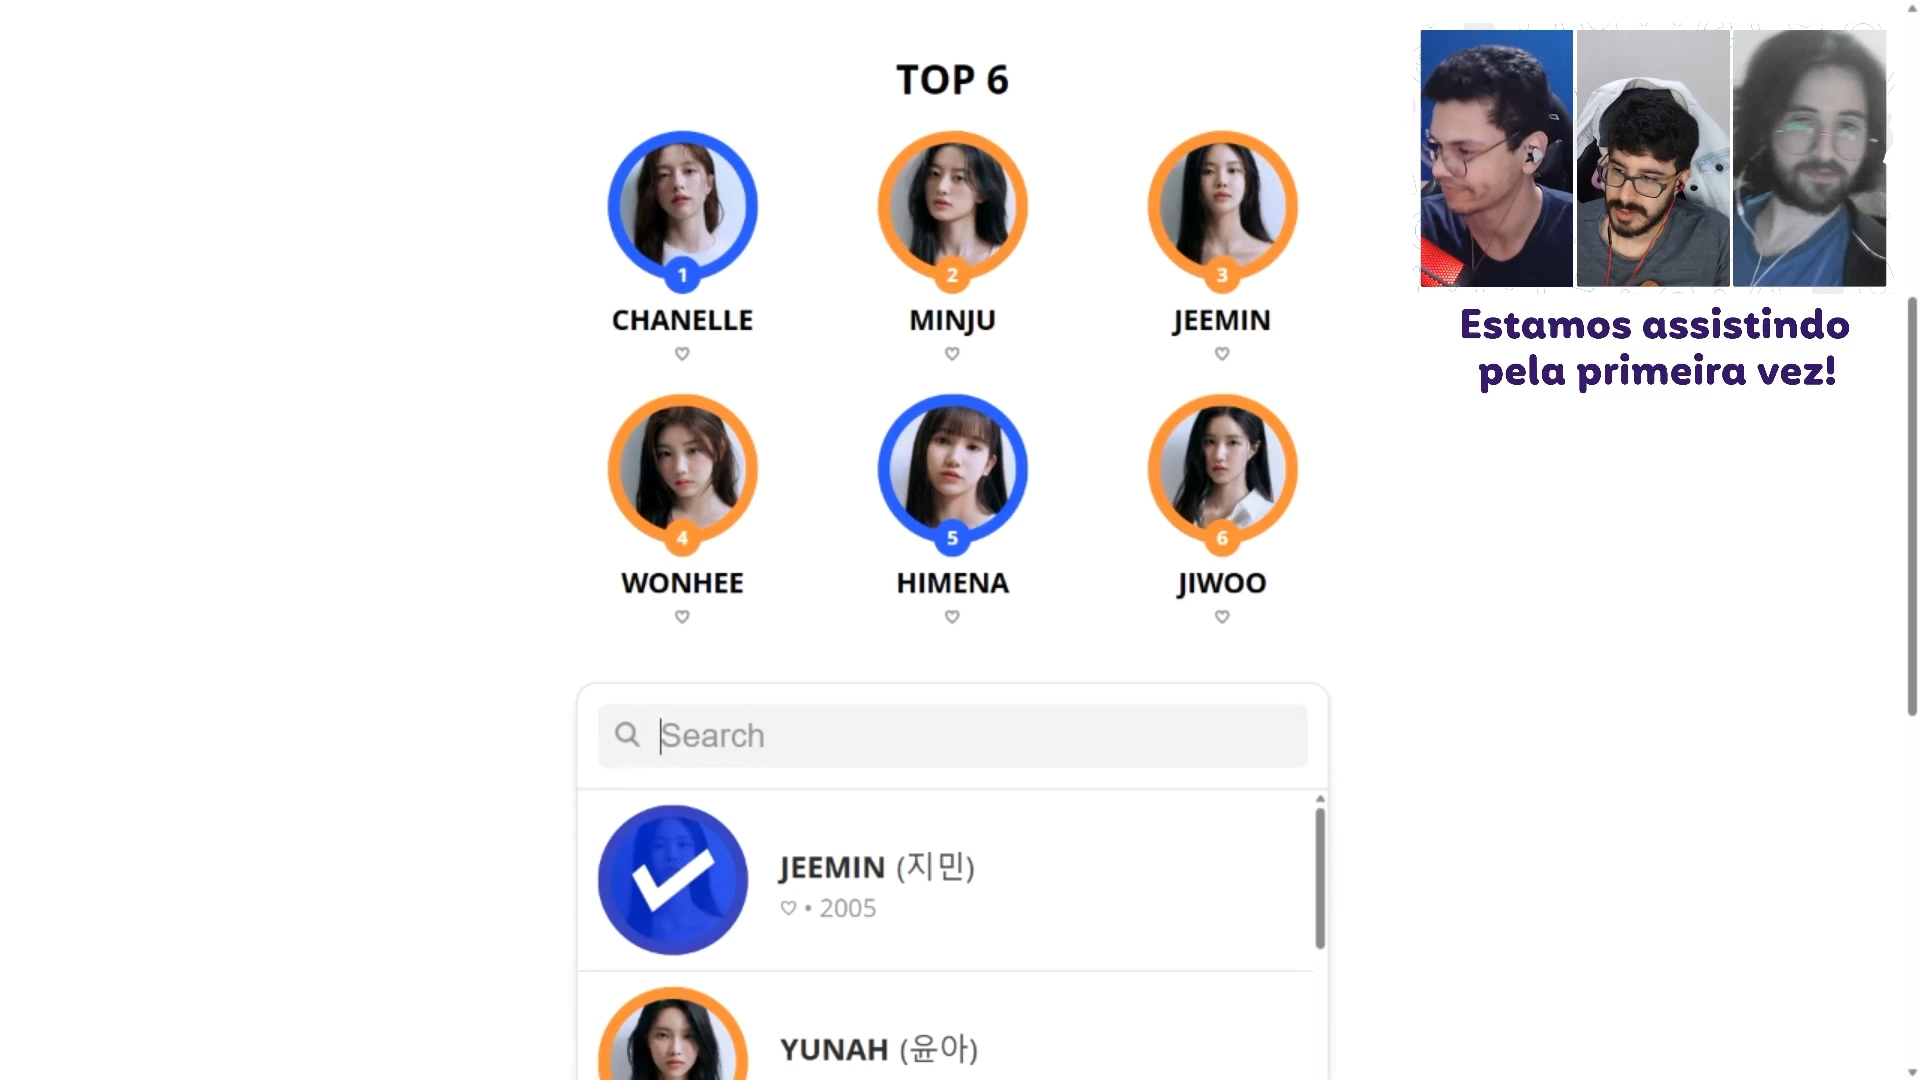 TOP 6
1
2
3
CHANELLE
MINJU
JEEMIN
4
5
6
WONHEE
HIMENA
JIWOO
Search
JEEMIN (지민)
♡ • 2005
YUNAH (윤아)
Estamos assistindo
pela primeira vez!